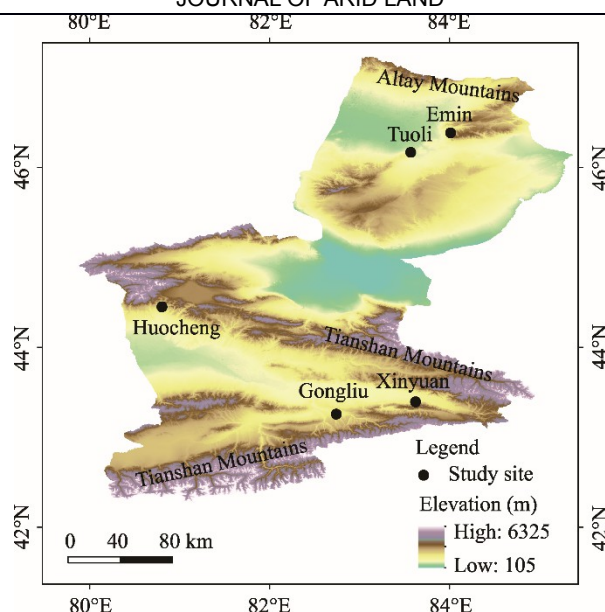 JOURNAL OF ARID LAND
80°E 82°E 84°E
Altay Mountains
Emin
Tuoli
46°N 46°N
Huocheng
44°N 44°N
Tianshan Mountains
Xinyuan
Gongliu
Tianshan Mountains
Legend
Study site
Elevation (m)
High: 6325
Low: 105
0 40 80 km
42°N 42°N
80°E 82°E 84°E